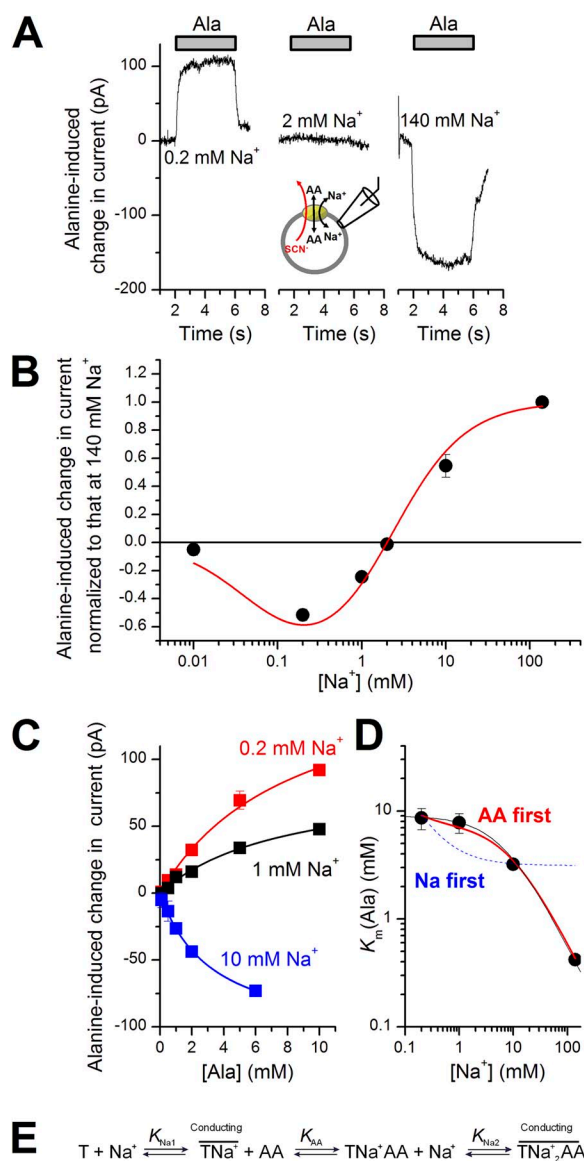 A
Ala Ala Ala
Alanine-induced
change in current (pA)
100
0
-100
-200
0.2 mM Na⁺
2 mM Na⁺
140 mM Na⁺
AA
Na⁺
AA
Na⁺
SCN⁻
2 4 6 8 2 4 6 8 2 4 6 8
Time (s) Time (s) Time (s)
B
Alanine-induced change in current
normalized to that at 140 mM Na⁺
1.2
1.0
0.8
0.6
0.4
0.2
0.0
-0.2
-0.4
-0.6
0.01 0.1 1 10 100
[Na⁺] (mM)
C
Alanine-induced change in current (pA)
100
50
0
-50
-100
0.2 mM Na⁺
1 mM Na⁺
10 mM Na⁺
0 2 4 6 8 10
[Ala] (mM)
D
Km(Ala) (mM)
10
1
0.1
AA first
Na first
0.1 1 10 100
[Na⁺] (mM)
E
Conducting Conducting
KNa1 KAA KNa2
T + Na⁺ TNa⁺ + AA TNa⁺AA + Na⁺ TNa⁺₂AA